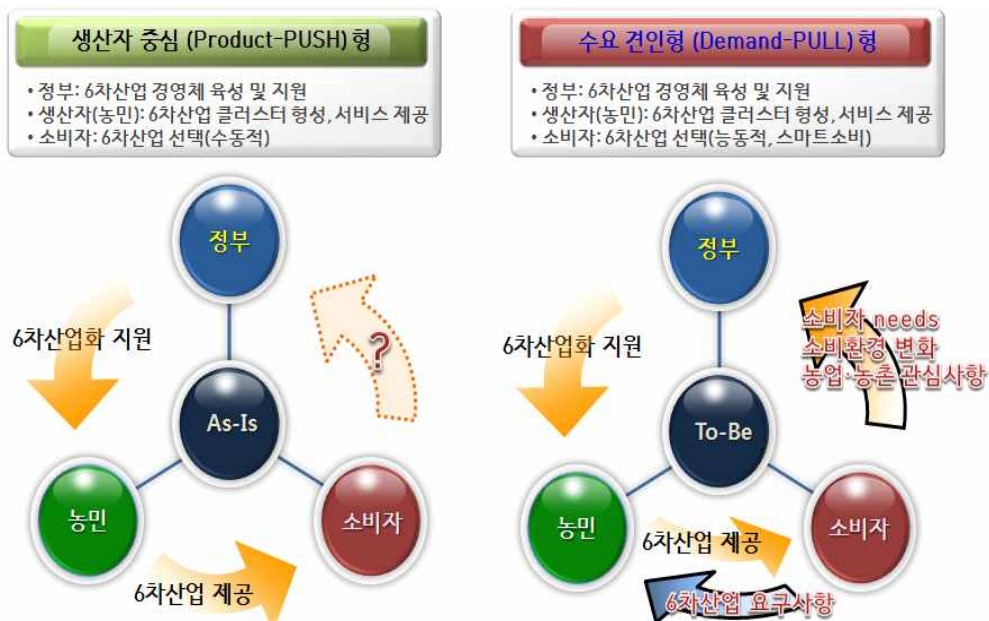 생산자 중심 (Product-PUSH) 형
• 정부: 6차산업 경영체 육성 및 지원
• 생산자(농민): 6차산업 클러스터 형성, 서비스 제공
• 소비자: 6차산업 선택(수동적)
정부
6차산업화 지원
?
As-Is
농민
소비자
6차산업 제공
수요 견인형 (Demand-PULL) 형
• 정부: 6차산업 경영체 육성 및 지원
• 생산자(농민): 6차산업 클러스터 형성, 서비스 제공
• 소비자: 6차산업 선택(능동적, 스마트소비)
정부
6차산업화 지원
소비자 needs
소비환경 변화
농업·농촌 관심사항
To-Be
농민
소비자
6차산업 제공
6차산업 요구사항